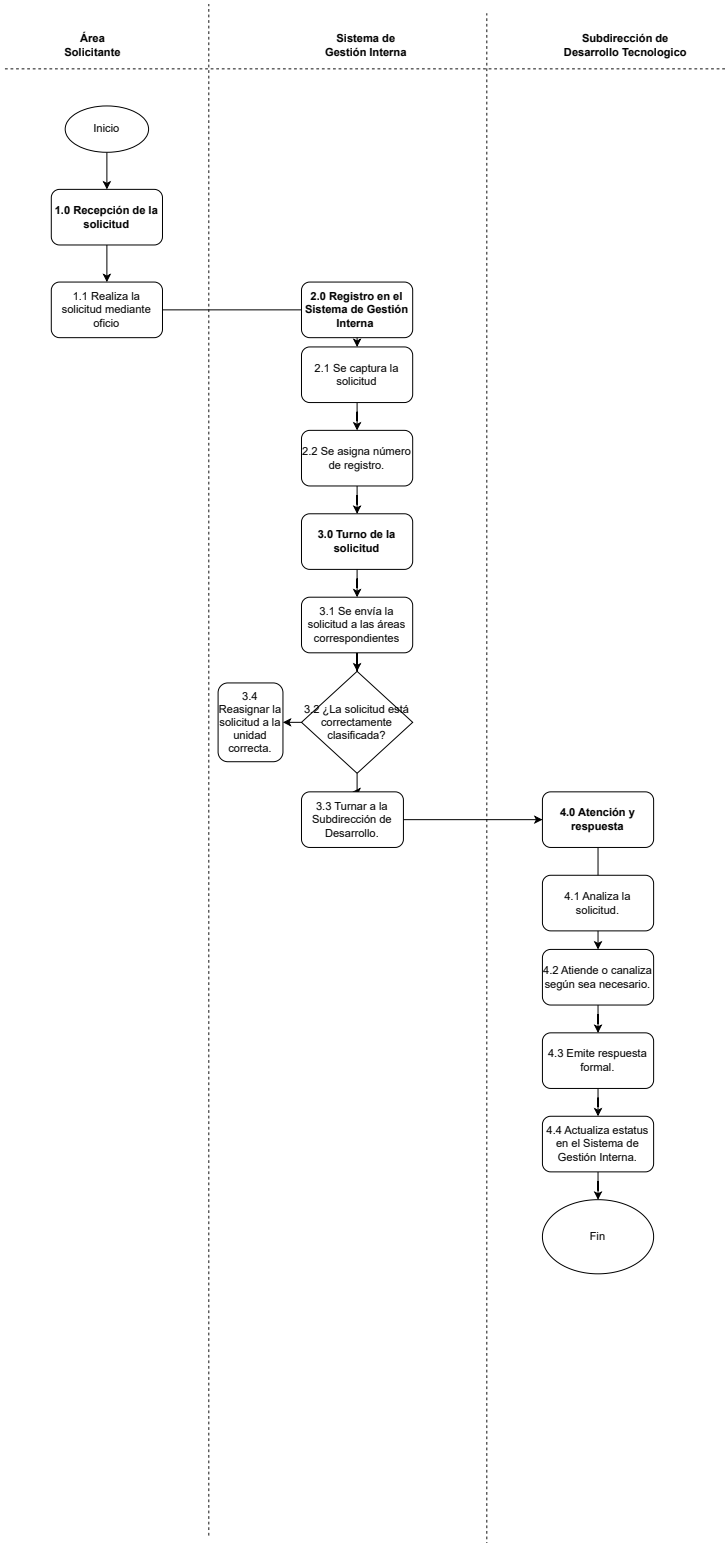 Área
Solicitante
Sistema de
Gestión Interna
Subdirección de
Desarrollo Tecnologico
Inicio
1.0 Recepción de la
solicitud
1.1 Realiza la
solicitud mediante
oficio
2.0 Registro en el
Sistema de Gestión
Interna
2.1 Se captura la
solicitud
2.2 Se asigna número
de registro.
3.0 Turno de la
solicitud
3.1 Se envía la
solicitud a las áreas
correspondientes
3.4
Reasignar la
solicitud a la
unidad
correcta.
3.2 ¿La solicitud está
correctamente
clasificada?
3.3 Turnar a la
Subdirección de
Desarrollo.
4.0 Atención y
respuesta
4.1 Analiza la
solicitud.
4.2 Atiende o canaliza
según sea necesario.
4.3 Emite respuesta
formal.
4.4 Actualiza estatus
en el Sistema de
Gestión Interna.
Fin